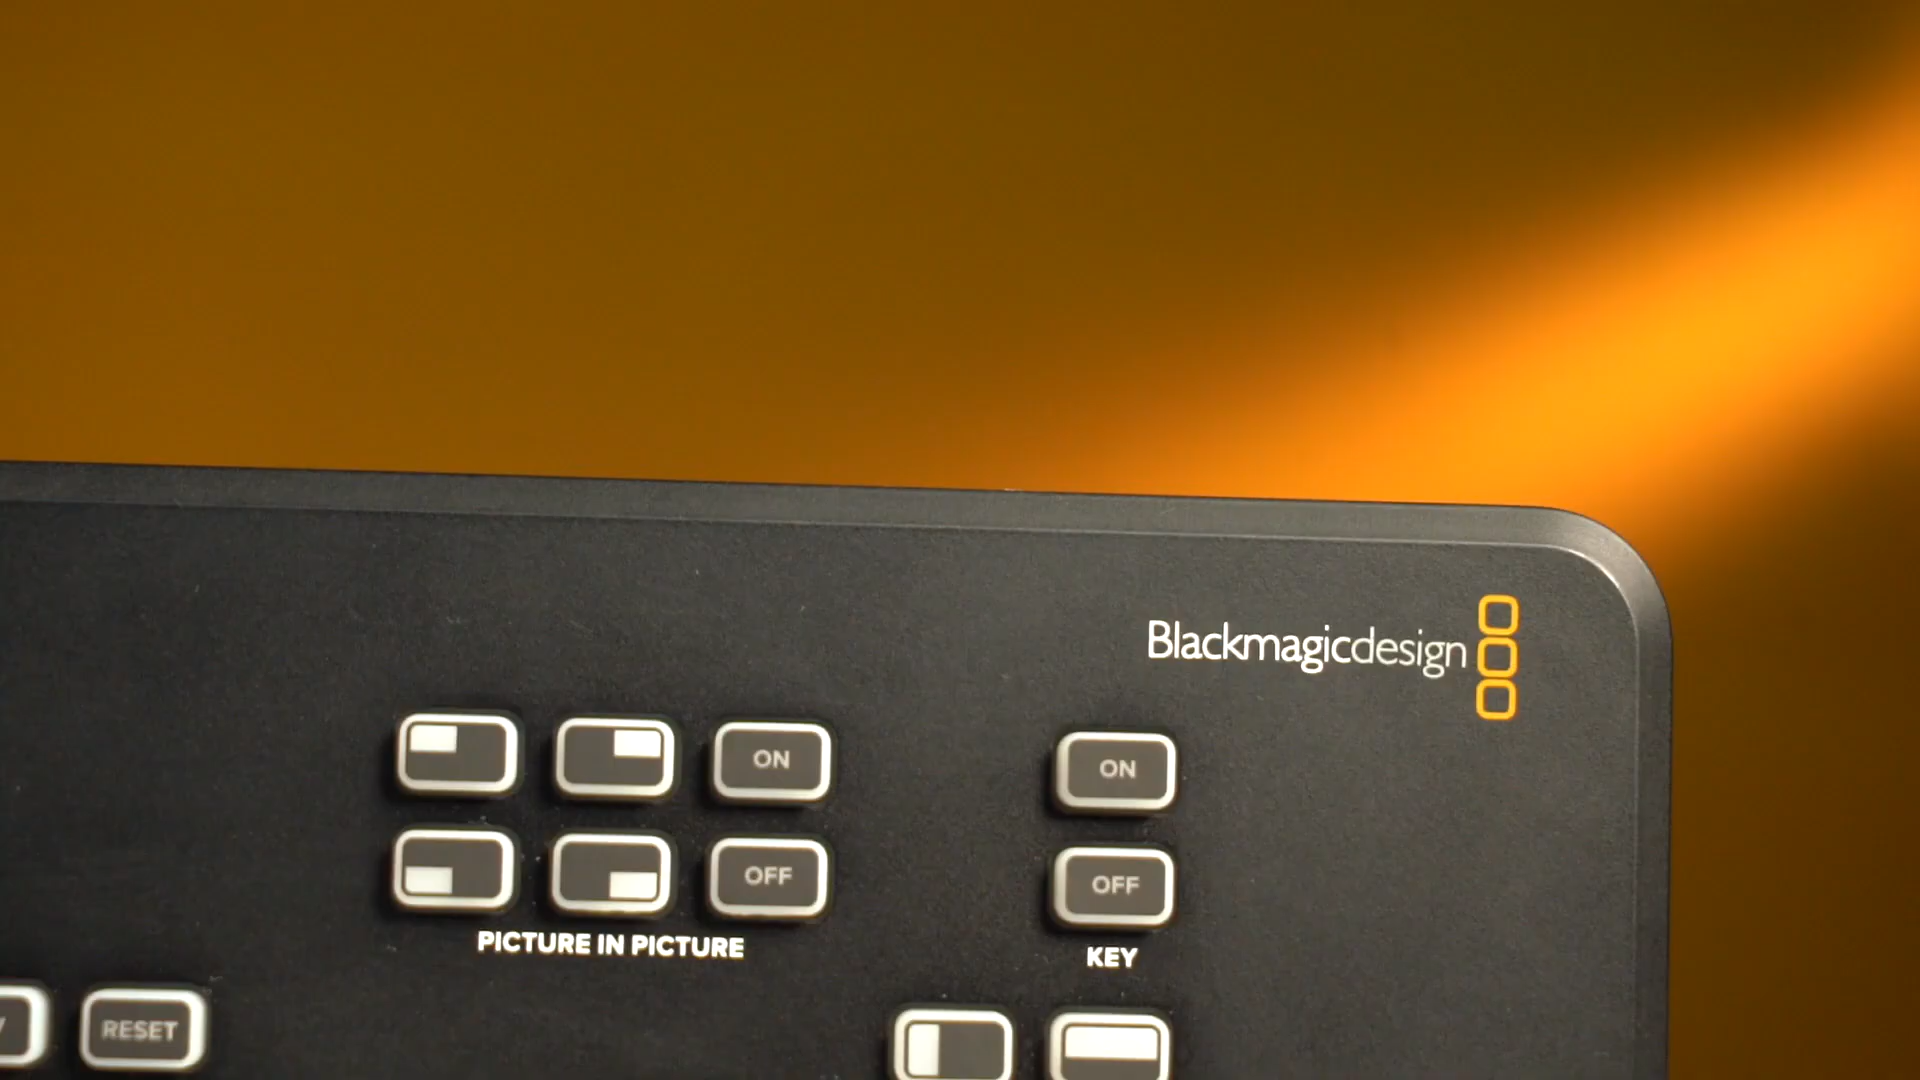 Blackmagicdesign
ON
ON
OFF
OFF
PICTURE IN PICTURE
KEY
RESET